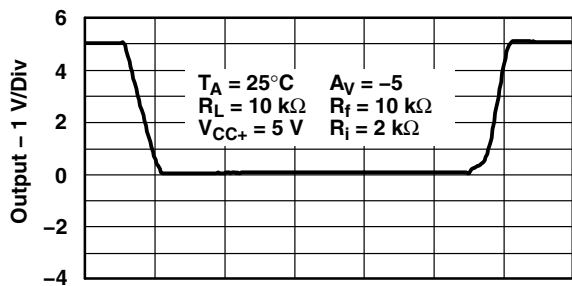 6
4
2
0
−2
−4
Output – 1 V/Div
TA = 25°C AV = −5
RL = 10 kΩ Rf = 10 kΩ
VCC+ = 5 V Ri = 2 kΩ